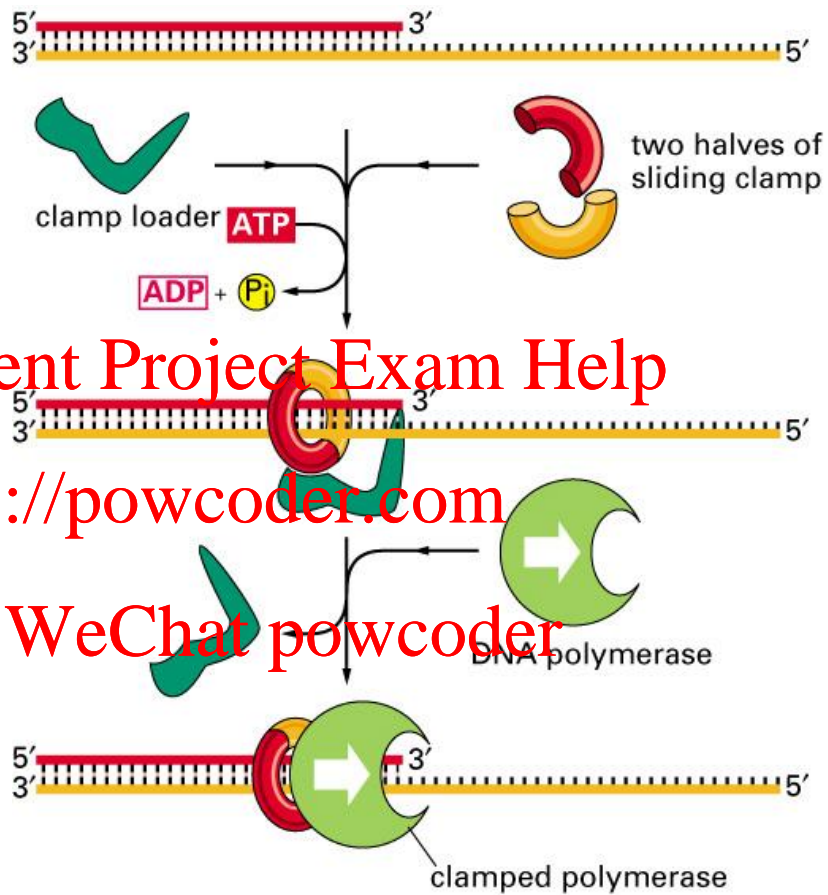 5′ 3′
3′ 5′
two halves of
sliding clamp
clamp loader ATP
ADP + Pi
ent Project Exam Help
5′ 3′
3′ 5′
://powcoder.com
WeChat powcoder
DNA polymerase
5′ 3′
3′ 5′
clamped polymerase